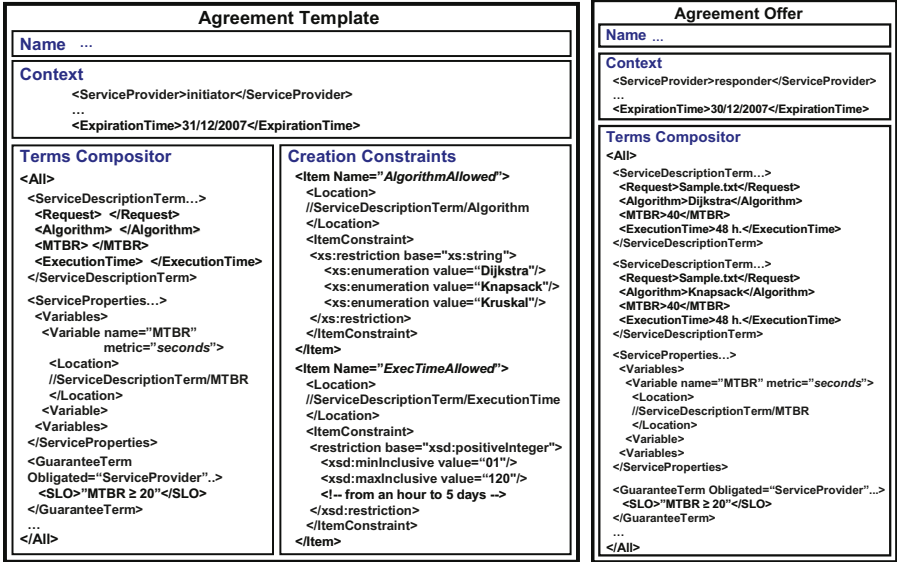 Agreement Template
Name ...
Context
<ServiceProvider>initiator</ServiceProvider>
...
<ExpirationTime>31/12/2007</ExpirationTime>
Terms Compositor
<All>
<ServiceDescriptionTerm...>
<Request> </Request>
<Algorithm> </Algorithm>
<MTBR> </MTBR>
<ExecutionTime> </ExecutionTime>
</ServiceDescriptionTerm>
<ServiceProperties...>
<Variables>
<Variable name="MTBR"
metric="seconds">
<Location>
//ServiceDescriptionTerm/MTBR
</Location>
<Variable>
<Variables>
</ServiceProperties>
<GuaranteeTerm
Obligated="ServiceProvider"..>
<SLO>"MTBR ≥ 20"</SLO>
</GuaranteeTerm>
...
</All>
Creation Constraints
<Item Name="AlgorithmAllowed">
<Location>
//ServiceDescriptionTerm/Algorithm
</Location>
<ItemConstraint>
<xs:restriction base="xs:string">
<xs:enumeration value="Dijkstra"/>
<xs:enumeration value="Knapsack"/>
<xs:enumeration value="Kruskal"/>
</xs:restriction>
</ItemConstraint>
</Item>
<Item Name="ExecTimeAllowed">
<Location>
//ServiceDescriptionTerm/ExecutionTime
</Location>
<ItemConstraint>
<restriction base="xsd:positiveInteger">
<xsd:minInclusive value="01"/>
<xsd:maxInclusive value="120"/>
<!-- from an hour to 5 days -->
</xsd:restriction>
</ItemConstraint>
</Item>
Agreement Offer
Name ...
Context
<ServiceProvider>responder</ServiceProvider>
...
<ExpirationTime>30/12/2007</ExpirationTime>
Terms Compositor
<All>
<ServiceDescriptionTerm...>
<Request>Sample.txt</Request>
<Algorithm>Dijkstra</Algorithm>
<MTBR>40</MTBR>
<ExecutionTime>48 h.</ExecutionTime>
</ServiceDescriptionTerm>
<ServiceDescriptionTerm...>
<Request>Sample.txt</Request>
<Algorithm>Knapsack</Algorithm>
<MTBR>40</MTBR>
<ExecutionTime>48 h.</ExecutionTime>
</ServiceDescriptionTerm>
<ServiceProperties...>
<Variables>
<Variable name="MTBR" metric="seconds">
<Location>
//ServiceDescriptionTerm/MTBR
</Location>
<Variable>
<Variables>
</ServiceProperties>
<GuaranteeTerm Obligated="ServiceProvider"...>
<SLO>"MTBR ≥ 20"</SLO>
</GuaranteeTerm>
...
</All>